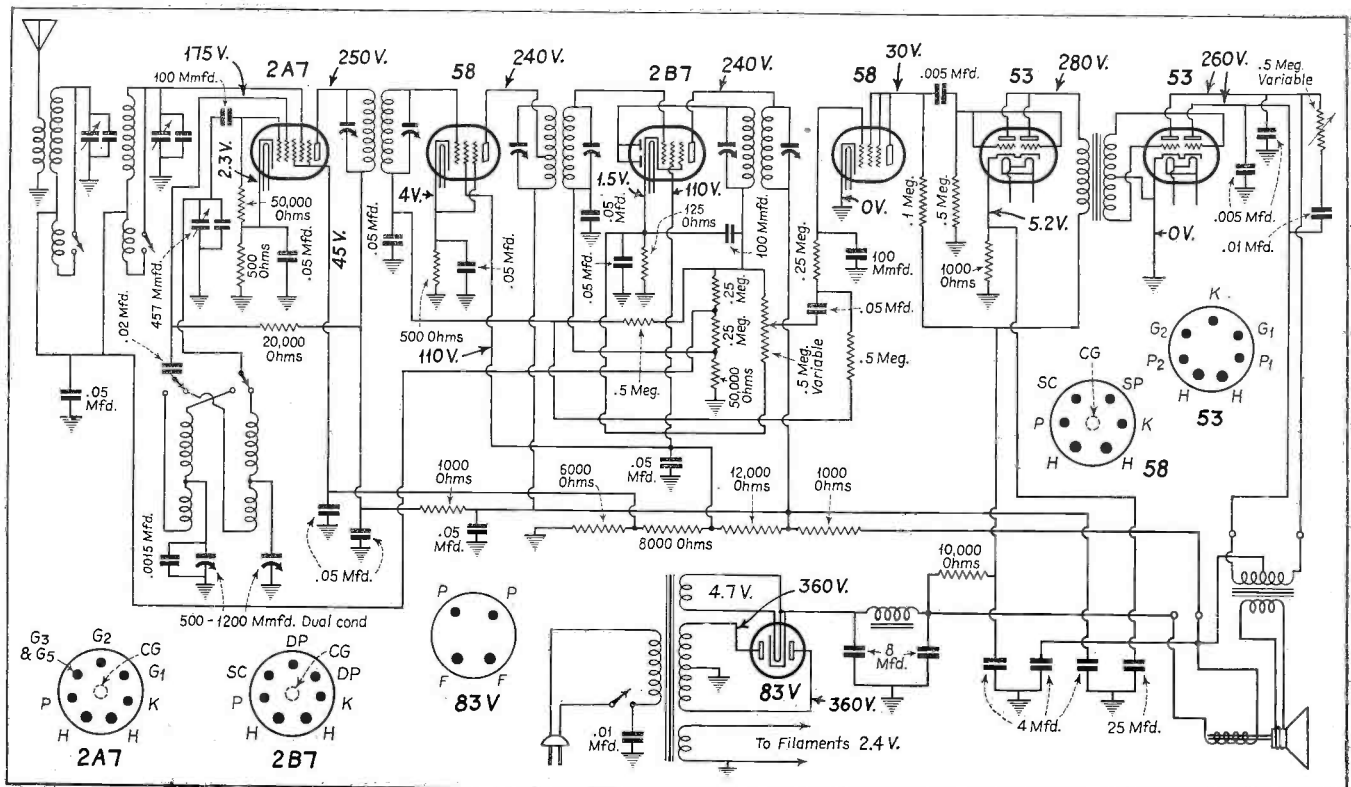 175 V.
2A7
250 V.
58
240 V.
2B7
240 V.
58
30 V.
.005 Mfd.
53
280 V.
53
260 V.
.5 Meg.
Variable
100 Mmfd.
2.3 V.
50,000
Ohms
500
Ohms
.05 Mfd.
45 V.
.05 Mfd.
4V.
.05 Mfd.
500 Ohms
110 V.
1.5V.
.05
Mfd.
110 V.
125
Ohms
100 Mmfd.
.05 Mfd.
.25
Meg.
.25
Meg.
50,000
Ohms
.5 Meg.
.5 Meg.
Variable
.25 Meg.
0V.
100
Mmfd.
.05 Mfd.
.5 Meg.
.1 Meg.
.5 Meg.
5.2 V.
1000
Ohms
0 V.
.005 Mfd.
.01 Mfd.
457 Mmfd.
.02 Mfd.
20,000
Ohms
.05
Mfd.
.0015 Mfd.
500-1200 Mmfd. Dual cond
.05 Mfd.
1000
Ohms
.05
Mfd.
6000
Ohms
8000 Ohms
.05
Mfd.
12,000
Ohms
1000
Ohms
K
G2
G1
P2
P1
H
H
53
CG
SC
SP
P
K
H
H
58
10,000
Ohms
G3
& G5
G2
CG
G1
P
K
H
H
2A7
DP
CG
SC
DP
P
K
H
H
2B7
P
P
F
F
83V
4.7 V.
360 V.
83V
360V.
.01
Mfd.
To Filaments 2.4 V.
8
Mfd.
4 Mfd.
25 Mfd.